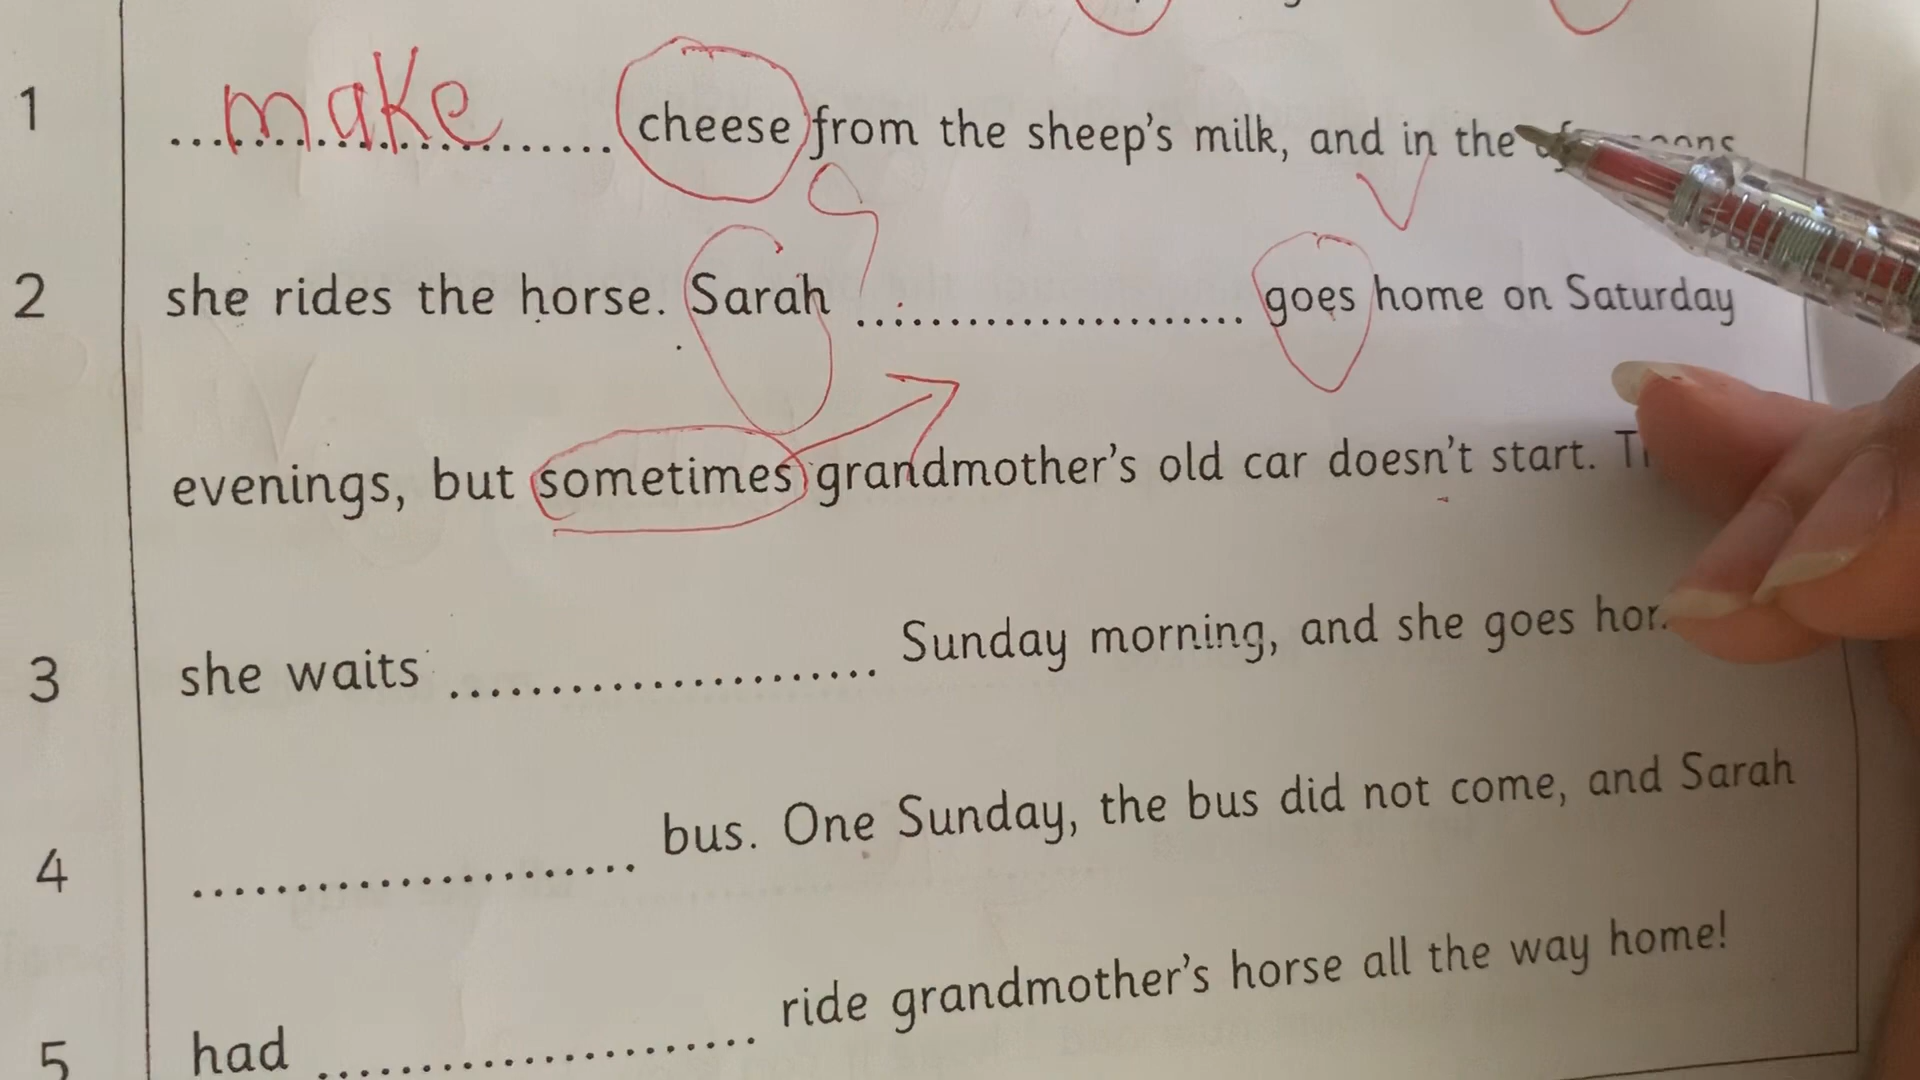 1 make cheese from the sheep's milk, and in the
2 she rides the horse. Sarah ........................ goes home on Saturday
evenings, but sometimes grandmother's old car doesn't start.
3 she waits ........................ Sunday morning, and she goes
4 ........................ bus. One Sunday, the bus did not come, and Sarah
5 had ........................ ride grandmother's horse all the way home!